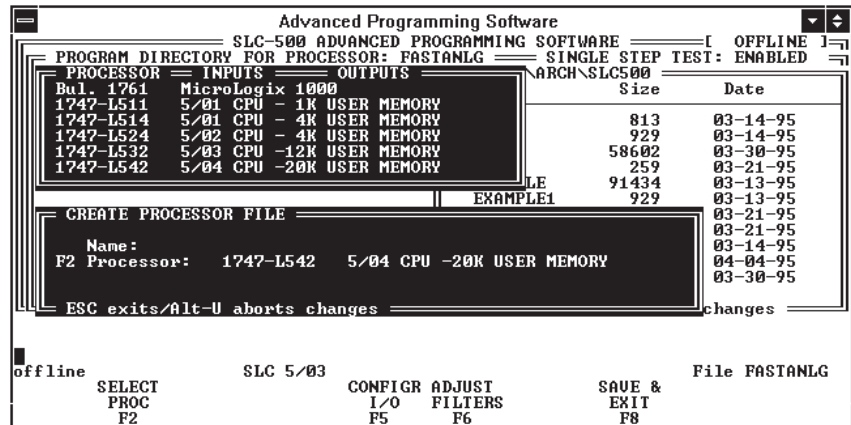 Advanced Programming Software
SLC-500 ADVANCED PROGRAMMING SOFTWARE [ OFFLINE ]
PROGRAM DIRECTORY FOR PROCESSOR: FASTANLG SINGLE STEP TEST: ENABLED
PROCESSOR INPUTS OUTPUTS \ARCH\SLC500
Bul. 1761 MicroLogix 1000 Size Date
1747-L511 5/01 CPU - 1K USER MEMORY
1747-L514 5/01 CPU - 4K USER MEMORY 813 03-14-95
1747-L524 5/02 CPU - 4K USER MEMORY 929 03-14-95
1747-L532 5/03 CPU -12K USER MEMORY 58602 03-30-95
1747-L542 5/04 CPU -20K USER MEMORY 259 03-21-95
LE 91434 03-13-95
EXAMPLE1 929 03-13-95
CREATE PROCESSOR FILE 03-21-95
03-21-95
Name: 03-14-95
F2 Processor: 1747-L542 5/04 CPU -20K USER MEMORY 04-04-95
03-30-95
ESC exits/Alt-U aborts changes changes
offline SLC 5/03 File FASTANLG
SELECT CONFIGR ADJUST SAVE &
PROC I/O FILTERS EXIT
F2 F5 F6 F8